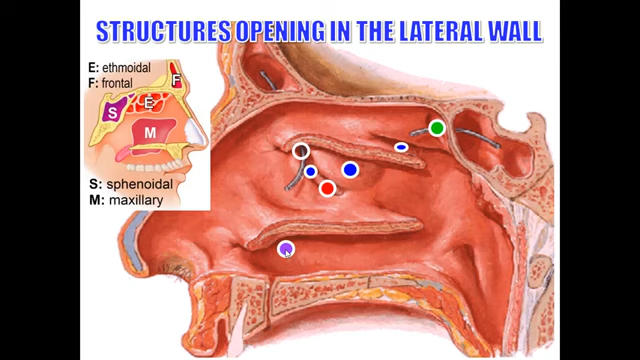 STRUCTURES OPENING IN THE LATERAL WALL
E: ethmoidal
F: frontal
F
E
S
M
S: sphenoidal
M: maxillary